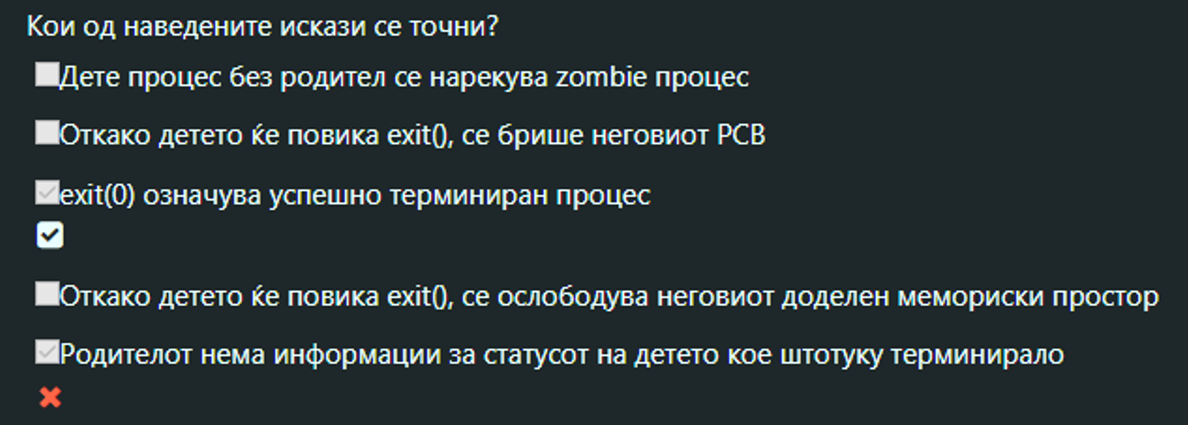 Кои од наведените искази се точни?
Дете процес без родител се нарекува zombie процес
Откако детето ќе повика exit(), се брише неговиот PCB
exit(0) означува успешно терминиран процес
Откако детето ќе повика exit(), се ослободува неговиот доделен мемориски простор
Родителот нема информации за статусот на детето кое штотуку терминирало